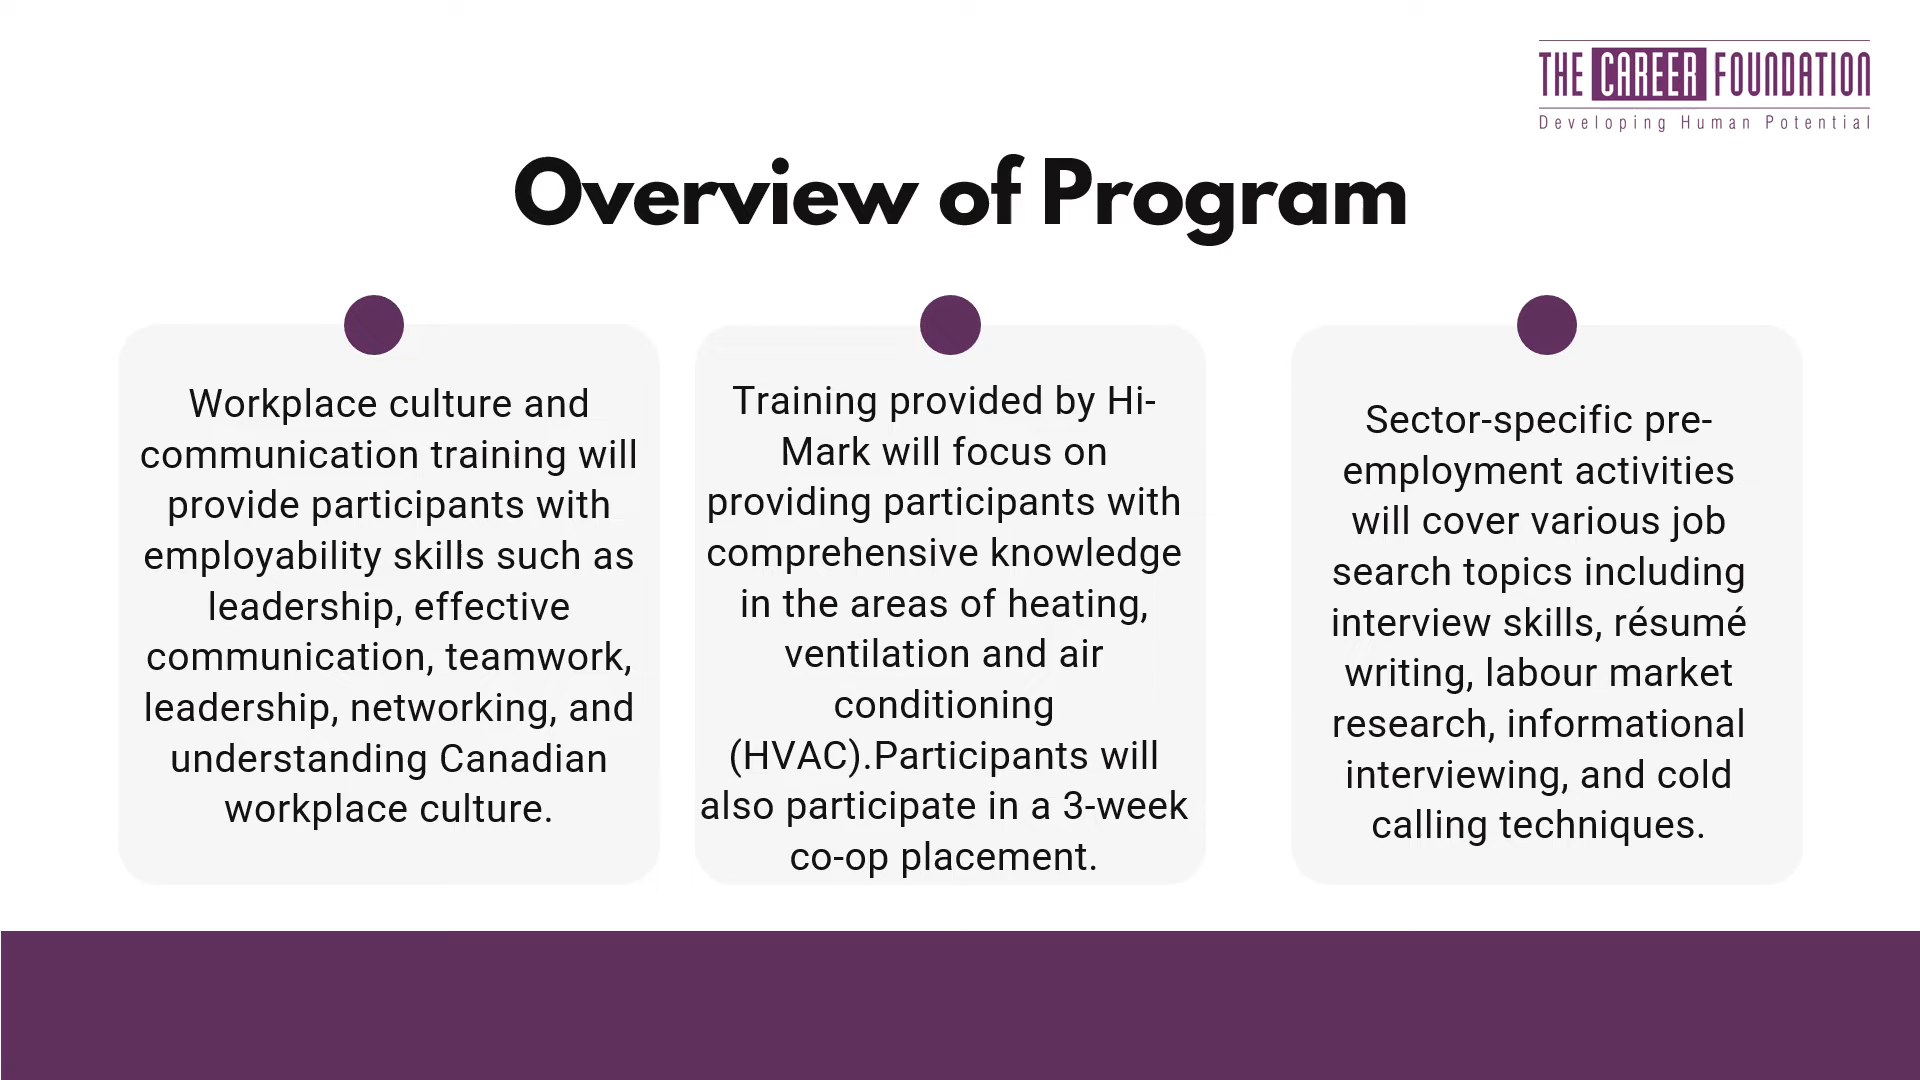 THE CAREER FOUNDATION
Developing Human Potential
Overview of Program
Workplace culture and
communication training will
provide participants with
employability skills such as
leadership, effective
communication, teamwork,
leadership, networking, and
understanding Canadian
workplace culture.
Training provided by Hi-
Mark will focus on
providing participants with
comprehensive knowledge
in the areas of heating,
ventilation and air
conditioning
(HVAC).Participants will
also participate in a 3-week
co-op placement.
Sector-specific pre-
employment activities
will cover various job
search topics including
interview skills, résumé
writing, labour market
research, informational
interviewing, and cold
calling techniques.